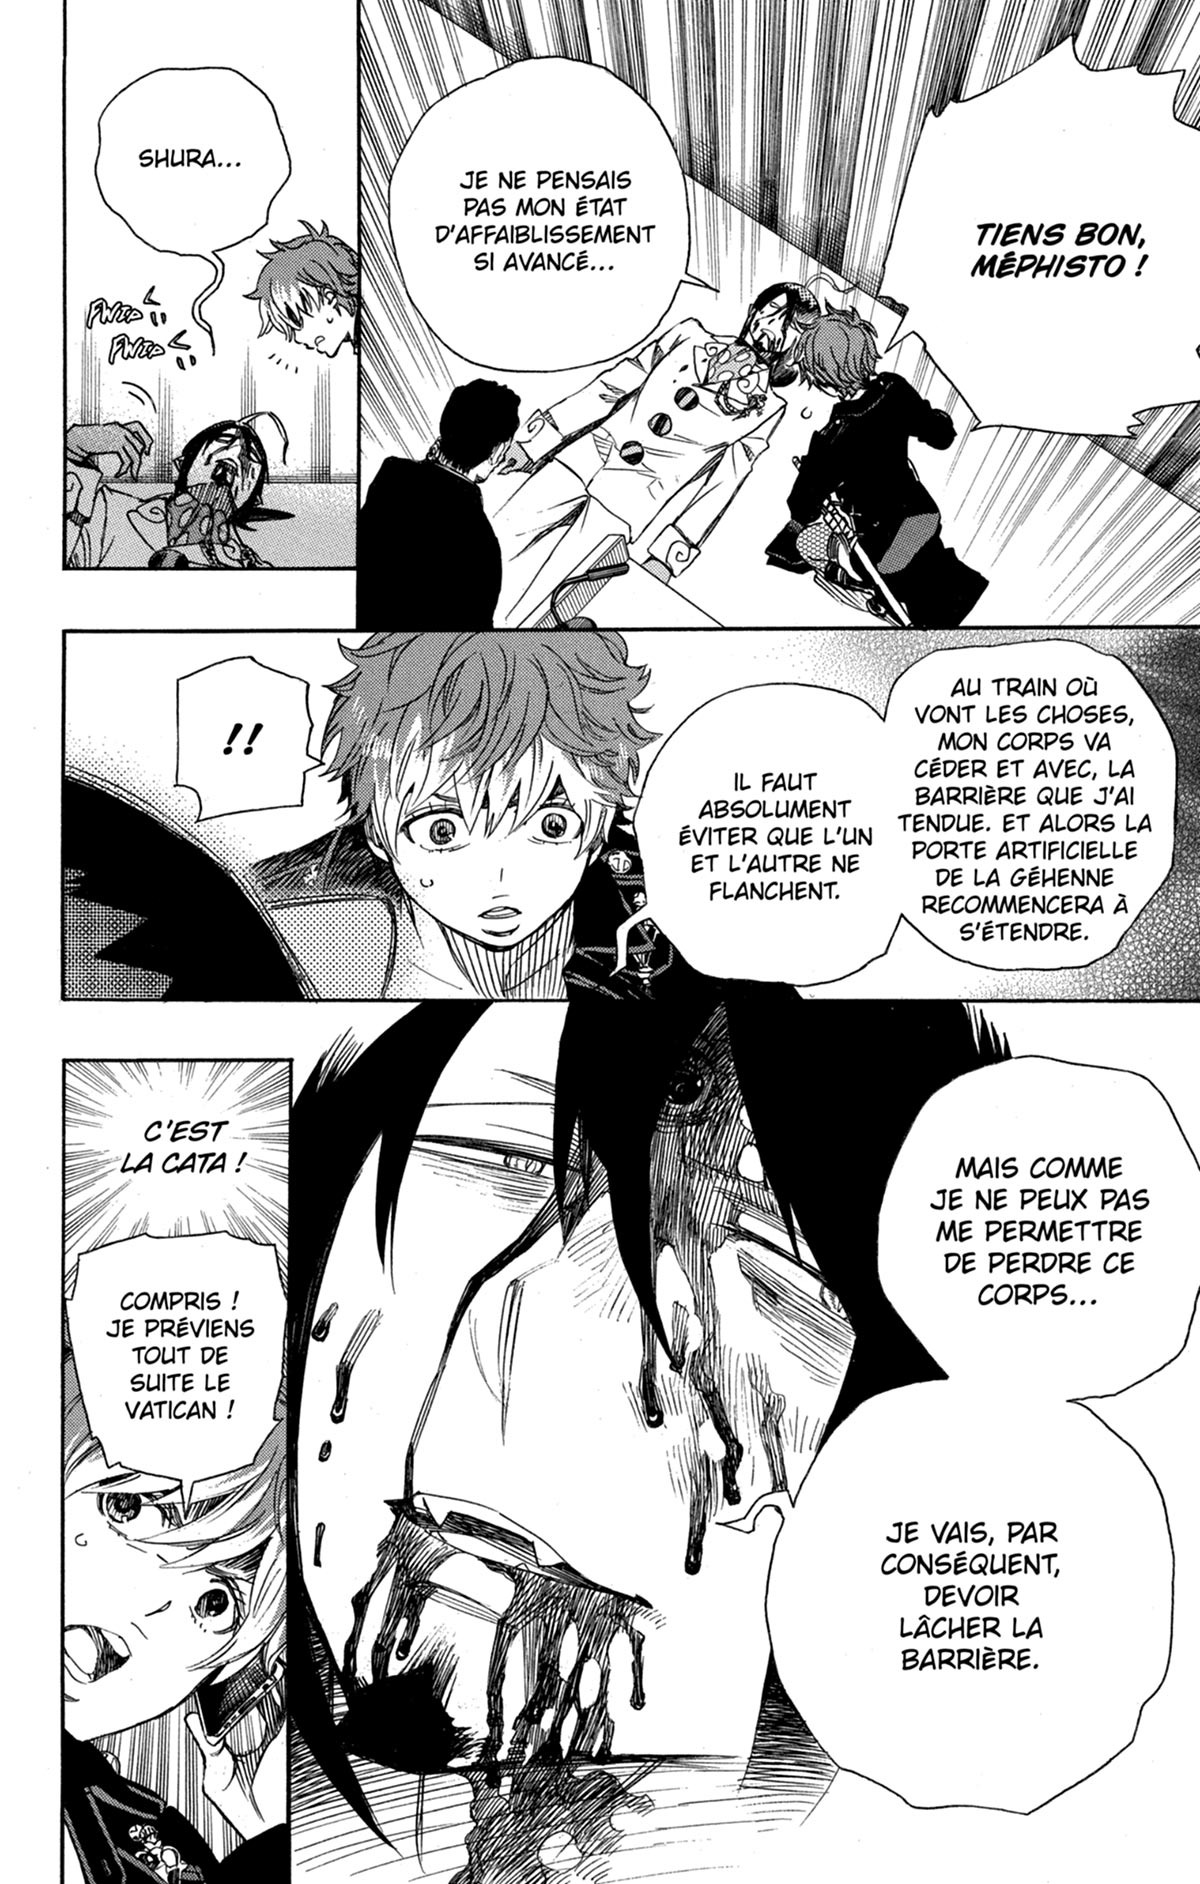 TIENS BON,
MÉPHISTO !
JE NE PENSAIS
PAS MON ÉTAT
D'AFFAIBLISSEMENT
SI AVANCÉ...
SHURA...
FWIP
FWIP
AU TRAIN OÙ
VONT LES CHOSES,
MON CORPS VA
CÉDER ET AVEC, LA
BARRIÈRE QUE J'AI
TENDUE. ET ALORS LA
PORTE ARTIFICIELLE
DE LA GÉHENNE
RECOMMENCERA À
S'ÉTENDRE.
IL FAUT
ABSOLUMENT
ÉVITER QUE L'UN
ET L'AUTRE NE
FLANCHENT.
!!
MAIS COMME
JE NE PEUX PAS
ME PERMETTRE
DE PERDRE CE
CORPS...
JE VAIS, PAR
CONSÉQUENT,
DEVOIR
LÂCHER LA
BARRIÈRE.
C'EST
LA CATA !
COMPRIS !
JE PRÉVIENS
TOUT DE
SUITE LE
VATICAN !